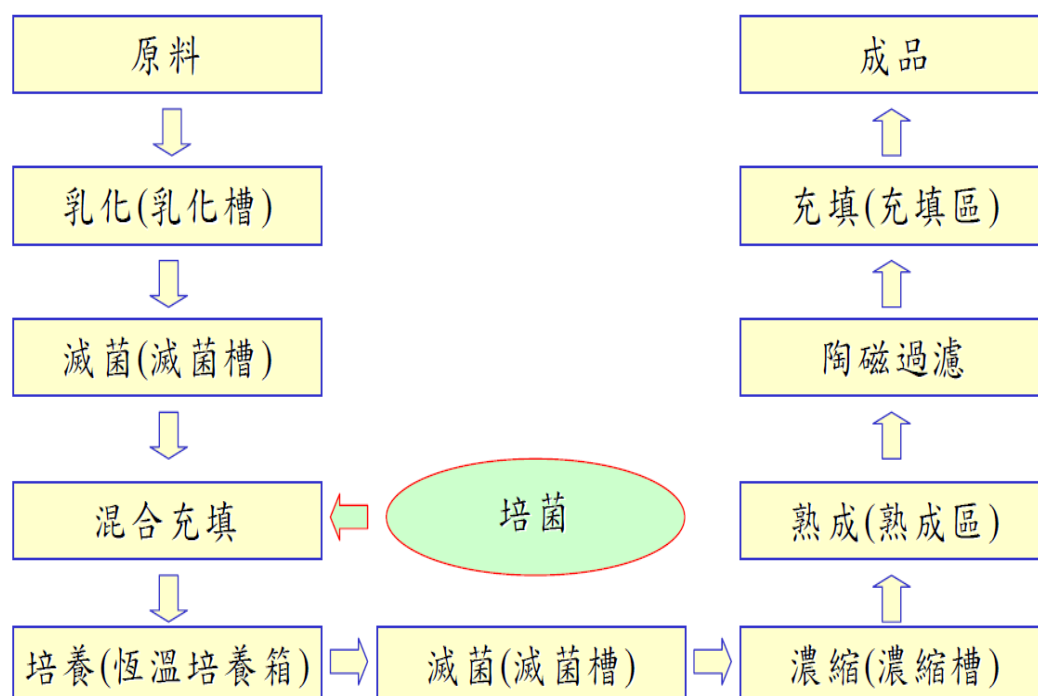 原料
乳化(乳化槽)
滅菌(滅菌槽)
混合充填
培菌
培養(恆溫培養箱)
滅菌(滅菌槽)
濃縮(濃縮槽)
熟成(熟成區)
陶磁過濾
充填(充填區)
成品